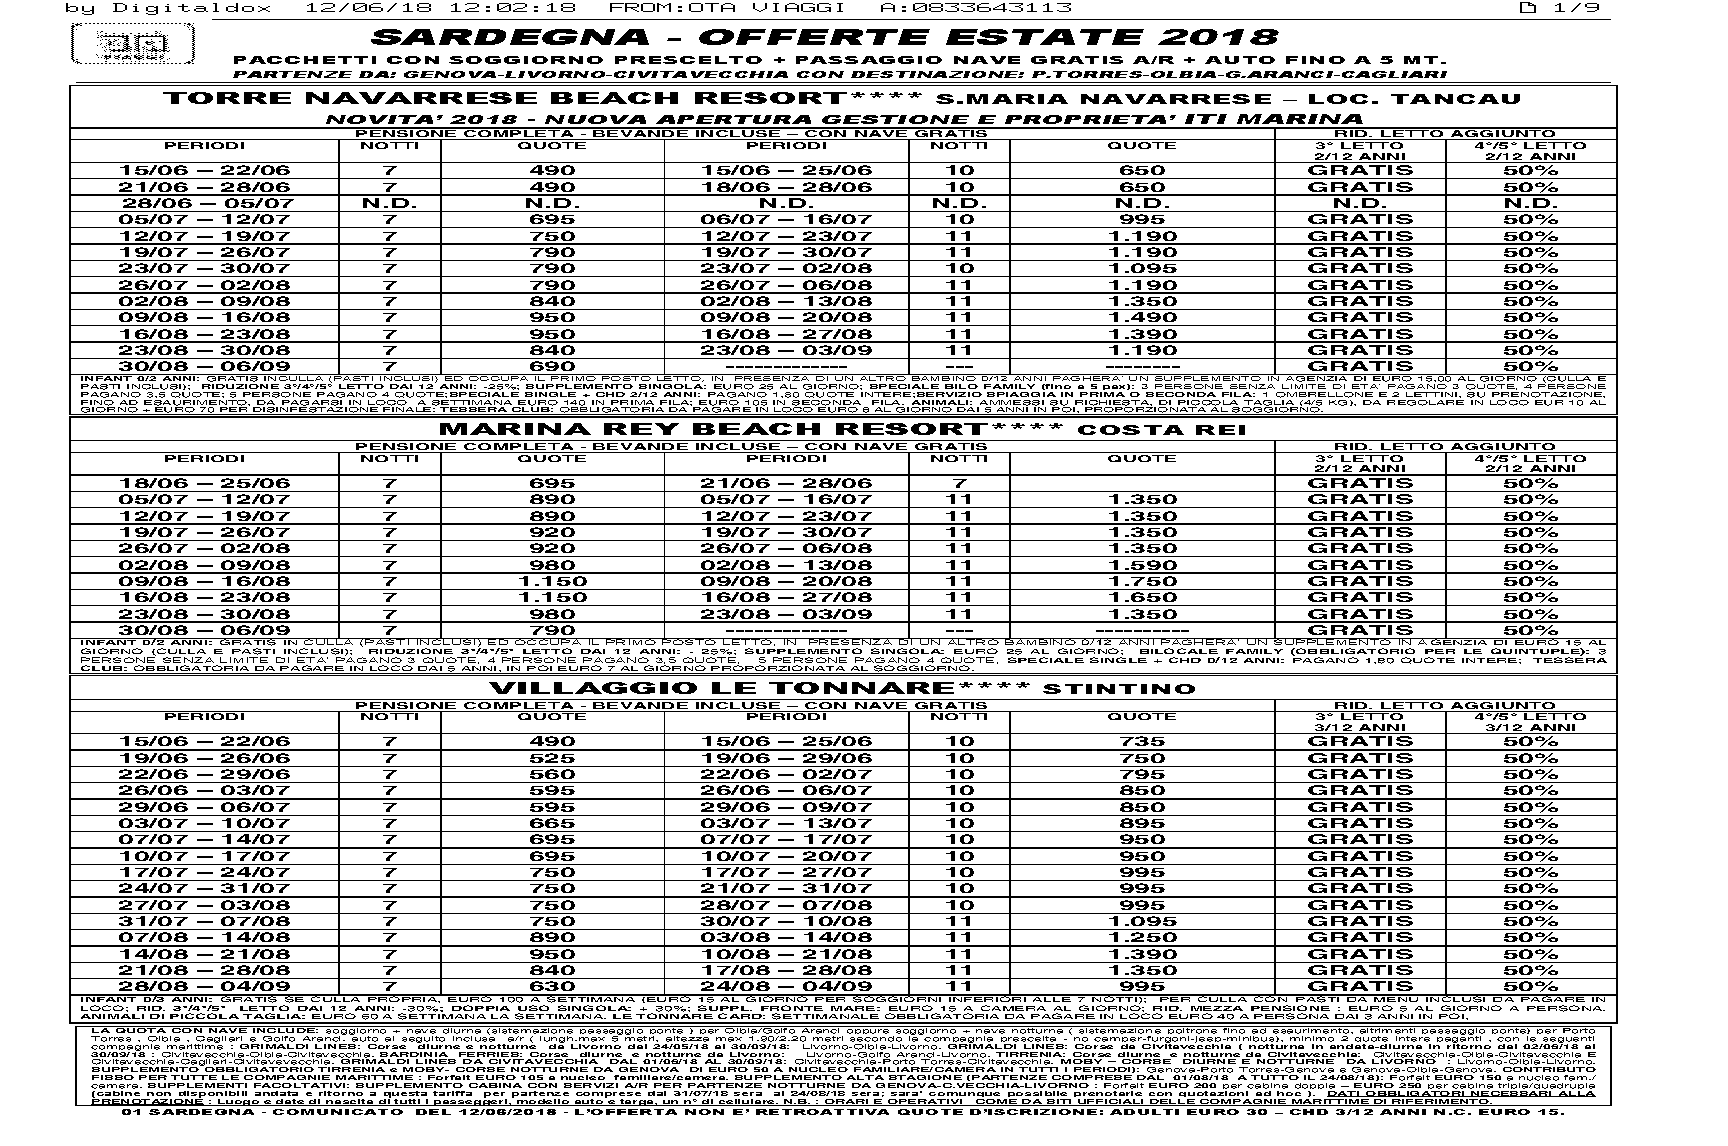 by Digitaldox 12/06/18 12:02:18 FROM:OTA VIAGGI A:0833643113 1/9
SARDEGNA - OFFERTE ESTATE 2018
PACCHETTI CON SOGGIORNO PRESCELTO + PASSAGGIO NAVE GRATIS A/R + AUTO FINO A 5 MT.
PARTENZE DA: GENOVA-LIVORNO-CIVITAVECCHIA CON DESTINAZIONE: P.TORRES-OLBIA-G.ARANCI-CAGLIARI
TORRE NAVARRESE BEACH RESORT**** S.MARIA NAVARRESE – LOC. TANCAU
NOVITA' 2018 - NUOVA APERTURA GESTIONE E PROPRIETA' ITI MARINA
PENSIONE COMPLETA - BEVANDE INCLUSE – CON NAVE GRATIS RID. LETTO AGGIUNTO
PERIODI NOTTI QUOTE PERIODI NOTTI QUOTE 3° LETTO 4°/5° LETTO
2/12 ANNI 2/12 ANNI
15/06 – 22/06 7 490 15/06 – 25/06 10 650 GRATIS 50%
21/06 – 28/06 7 490 18/06 – 28/06 10 650 GRATIS 50%
28/06 – 05/07 N.D. N.D. N.D. N.D. N.D. N.D. N.D.
05/07 – 12/07 7 695 06/07 – 16/07 10 995 GRATIS 50%
12/07 – 19/07 7 750 12/07 – 23/07 11 1.190 GRATIS 50%
19/07 – 26/07 7 790 19/07 – 30/07 11 1.190 GRATIS 50%
23/07 – 30/07 7 790 23/07 – 02/08 10 1.095 GRATIS 50%
26/07 – 02/08 7 790 26/07 – 06/08 11 1.190 GRATIS 50%
02/08 – 09/08 7 840 02/08 – 13/08 11 1.350 GRATIS 50%
09/08 – 16/08 7 950 09/08 – 20/08 11 1.490 GRATIS 50%
16/08 – 23/08 7 950 16/08 – 27/08 11 1.390 GRATIS 50%
23/08 – 30/08 7 840 23/08 – 03/09 11 1.190 GRATIS 50%
30/08 – 06/09 7 690 ------------- --- --------- GRATIS 50%
INFANT 0/2 ANNI: GRATIS IN CULLA (PASTI INCLUSI) ED OCCUPA IL PRIMO POSTO LETTO, IN PRESENZA DI UN ALTRO BAMBINO 0/12 ANNI PAGHERA' UN SUPPLEMENTO IN AGENZIA DI EURO 15,00 AL GIORNO (CULLA E
PASTI INCLUSI); RIDUZIONE 3°/4°/5° LETTO DAI 12 ANNI: -25%; SUPPLEMENTO SINGOLA: EURO 25 AL GIORNO; SPECIALE BILO FAMILY (fino a 5 pax): 3 PERSONE SENZA LIMITE DI ETA' PAGANO 3 QUOTE, 4 PERSONE
PAGANO 3,5 QUOTE; 5 PERSONE PAGANO 4 QUOTE;SPECIALE SINGLE + CHD 2/12 ANNI: PAGANO 1,80 QUOTE INTERE;SERVIZIO SPIAGGIA IN PRIMA O SECONDA FILA: 1 OMBRELLONE E 2 LETTINI, SU PRENOTAZIONE,
FINO AD ESAURIMENTO, DA PAGARSI IN LOCO A SETTIMANA EURO 140 IN PRIMA FILA; EURO 105 IN SECONDA FILA. ANIMALI: AMMESSI SU RICHIESTA, DI PICCOLA TAGLIA (4/5 KG), DA REGOLARE IN LOCO EUR 10 AL
GIORNO + EURO 70 PER DISINFESTAZIONE FINALE; TESSERA CLUB: OBBLIGATORIA DA PAGARE IN LOCO EURO 6 AL GIORNO DAI 5 ANNI IN POI, PROPORZIONATA AL SOGGIORNO.
MARINA REY BEACH RESORT**** COSTA REI
PENSIONE COMPLETA - BEVANDE INCLUSE – CON NAVE GRATIS RID. LETTO AGGIUNTO
PERIODI NOTTI QUOTE PERIODI NOTTI QUOTE 3° LETTO 4°/5° LETTO
2/12 ANNI 2/12 ANNI
18/06 – 25/06 7 695 21/06 – 28/06 7 GRATIS 50%
05/07 – 12/07 7 890 05/07 – 16/07 11 1.350 GRATIS 50%
12/07 – 19/07 7 890 12/07 – 23/07 11 1.350 GRATIS 50%
19/07 – 26/07 7 920 19/07 – 30/07 11 1.350 GRATIS 50%
26/07 – 02/08 7 920 26/07 – 06/08 11 1.350 GRATIS 50%
02/08 – 09/08 7 980 02/08 – 13/08 11 1.590 GRATIS 50%
09/08 – 16/08 7 1.150 09/08 – 20/08 11 1.750 GRATIS 50%
16/08 – 23/08 7 1.150 16/08 – 27/08 11 1.650 GRATIS 50%
23/08 – 30/08 7 980 23/08 – 03/09 11 1.350 GRATIS 50%
30/08 – 06/09 7 790 ------------- --- ---------- GRATIS 50%
INFANT 0/2 ANNI: GRATIS IN CULLA (PASTI INCLUSI) ED OCCUPA IL PRIMO POSTO LETTO, IN PRESENZA DI UN ALTRO BAMBINO 0/12 ANNI PAGHERA' UN SUPPLEMENTO IN AGENZIA DI EURO 15 AL
GIORNO (CULLA E PASTI INCLUSI); RIDUZIONE 3°/4°/5° LETTO DAI 12 ANNI: - 25%; SUPPLEMENTO SINGOLA: EURO 25 AL GIORNO; BILOCALE FAMILY (OBBLIGATORIO PER LE QUINTUPLE): 3
PERSONE SENZA LIMITE DI ETA' PAGANO 3 QUOTE, 4 PERSONE PAGANO 3,5 QUOTE, 5 PERSONE PAGANO 4 QUOTE, SPECIALE SINGLE + CHD 0/12 ANNI: PAGANO 1,80 QUOTE INTERE; TESSERA
CLUB: OBBLIGATORIA DA PAGARE IN LOCO DAI 5 ANNI, IN POI EURO 7 AL GIORNO PROPORZIONATA AL SOGGIORNO.
VILLAGGIO LE TONNARE**** STINTINO
PENSIONE COMPLETA - BEVANDE INCLUSE – CON NAVE GRATIS RID. LETTO AGGIUNTO
PERIODI NOTTI QUOTE PERIODI NOTTI QUOTE 3° LETTO 4°/5° LETTO
3/12 ANNI 3/12 ANNI
15/06 – 22/06 7 490 15/06 – 25/06 10 735 GRATIS 50%
19/06 – 26/06 7 525 19/06 – 29/06 10 750 GRATIS 50%
22/06 – 29/06 7 560 22/06 – 02/07 10 795 GRATIS 50%
26/06 – 03/07 7 595 26/06 – 06/07 10 850 GRATIS 50%
29/06 – 06/07 7 595 29/06 – 09/07 10 850 GRATIS 50%
03/07 – 10/07 7 665 03/07 – 13/07 10 895 GRATIS 50%
07/07 – 14/07 7 695 07/07 – 17/07 10 950 GRATIS 50%
10/07 – 17/07 7 695 10/07 – 20/07 10 950 GRATIS 50%
17/07 – 24/07 7 750 17/07 – 27/07 10 995 GRATIS 50%
24/07 – 31/07 7 750 21/07 – 31/07 10 995 GRATIS 50%
27/07 – 03/08 7 750 28/07 – 07/08 10 995 GRATIS 50%
31/07 – 07/08 7 750 30/07 – 10/08 11 1.095 GRATIS 50%
07/08 – 14/08 7 890 03/08 – 14/08 11 1.250 GRATIS 50%
14/08 – 21/08 7 950 10/08 – 21/08 11 1.390 GRATIS 50%
21/08 – 28/08 7 840 17/08 – 28/08 11 1.350 GRATIS 50%
28/08 – 04/09 7 630 24/08 – 04/09 11 995 GRATIS 50%
INFANT 0/3 ANNI: GRATIS SE CULLA PROPRIA, EURO 100 A SETTIMANA (EURO 15 AL GIORNO PER SOGGIORNI INFERIORI ALLE 7 NOTTI); PER CULLA CON PASTI DA MENU INCLUSI DA PAGARE IN
LOCO; RID. 3°/4°/5° LETTO DAI 12 ANNI: -30%; DOPPIA USO SINGOLA: + 30%; SUPPL. FRONTE MARE: EURO 15 A CAMERA AL GIORNO; RID. MEZZA PENSIONE : EURO 5 AL GIORNO A PERSONA.
ANIMALI DI PICCOLA TAGLIA: EURO 50 A SETTIMANA LA SETTIMANA. LE TONNARE CARD: SETTIMANALE OBBLIGATORIA DA PAGARE IN LOCO EURO 40 A PERSONA DAI 3 ANNI IN POI.
LA QUOTA CON NAVE INCLUDE: soggiorno + nave diurna (sistemazione passaggio ponte ) per Olbia/Golfo Aranci oppure soggiorno + nave notturna ( sistemazione poltrone fino ad esaurimento, altrimenti passaggio ponte) per Porto
Torres , Olbia , Cagliari e Golfo Aranci. auto al seguito inclusa a/r ( lungh.max 5 metri, altezza max 1.90/2.20 metri secondo la compagnia prescelta - no camper-furgoni-jeep-minibus), minimo 2 quote intere paganti , con le seguenti
compagnie marittime : GRIMALDI LINES: Corse diurne e notturne da Livorno dal 24/05/18 al 30/09/18: Livorno-Olbia-Livorno. GRIMALDI LINES: Corse da Civitavecchia ( notturne in andata-diurna in ritorno dal 02/06/18 al
30/09/18 : Civitavecchia-Olbia-Civitavecchia. SARDINIA FERRIES: Corse diurne e notturne da Livorno: Livorno-Golfo Aranci-Livorno. TIRRENIA: Corse diurne e notturne da Civitavecchia: Civitavecchia-Olbia-Civitavecchia E
Civitavecchia-Cagliari-Civitavecchia. GRIMALDI LINES DA CIVITAVECCHIA DAL 01/06/18 AL 30/09/18: Civitavecchia-Porto Torres-Civitavecchia. MOBY –CORSE DIURNE E NOTTURNE DA LIVORNO : Livorno-Olbia-Livorno.
SUPPLEMENTO OBBLIGATORIO TIRRENIA e MOBY- CORSE NOTTURNE DA GENOVA DI EURO 50 A NUCLEO FAMILIARE/CAMERA IN TUTTI I PERIODI): Genova-Porto Torres-Genova e Genova-Olbia-Genova. CONTRIBUTO
FISSO PER TUTTE LE COMPAGNIE MARITTIME : Forfait EURO 105 a nucleo familiare/camera. SUPPLEMENTO ALTA STAGIONE (PARTENZE COMPRESE DAL 01/08/18 A TUTTO IL 24/08/18): Forfait EURO 150 a nucleo fam./
camera. SUPPLEMENTI FACOLTATIVI: SUPPLEMENTO CABINA CON SERVIZI A/R PER PARTENZE NOTTURNE DA GENOVA-C.VECCHIA-LIVORNO : Forfait EURO 200 per cabina doppia – EURO 250 per cabina tripla/quadrupla
(cabine non disponibili andata e ritorno a questa tariffa per partenze comprese dal 31/07/18 sera al 24/08/18 sera; sara' comunque possibile prenotarle con quotazioni ad hoc ). DATI OBBLIGATORI NECESSARI ALLA
PRENOTAZIONE : Luogo e data di nascita di tutti i passeggeri, modello auto e targa, un n° di cellulare . N.B. : ORARI UFFICIALI DELLE COMPAGNIE MARITTIME DI RIFERIMENTO.
01 SARDEGNA - COMUNICATO DEL 12/06/2018 - L'OFFERTA NON E' RETROATTIVA QUOTE D'ISCRIZIONE: ADULTI EURO 30 – CHD 3/12 ANNI N.C. EURO 15.